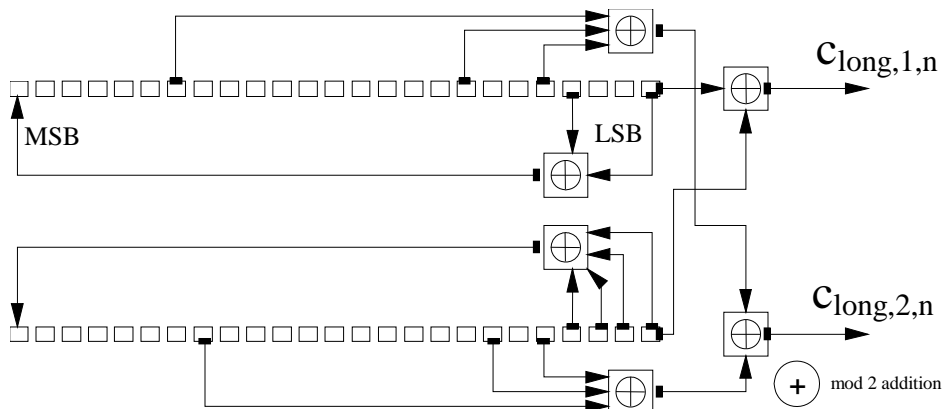 c_long,1,n
MSB
LSB
c_long,2,n
+ mod 2 addition